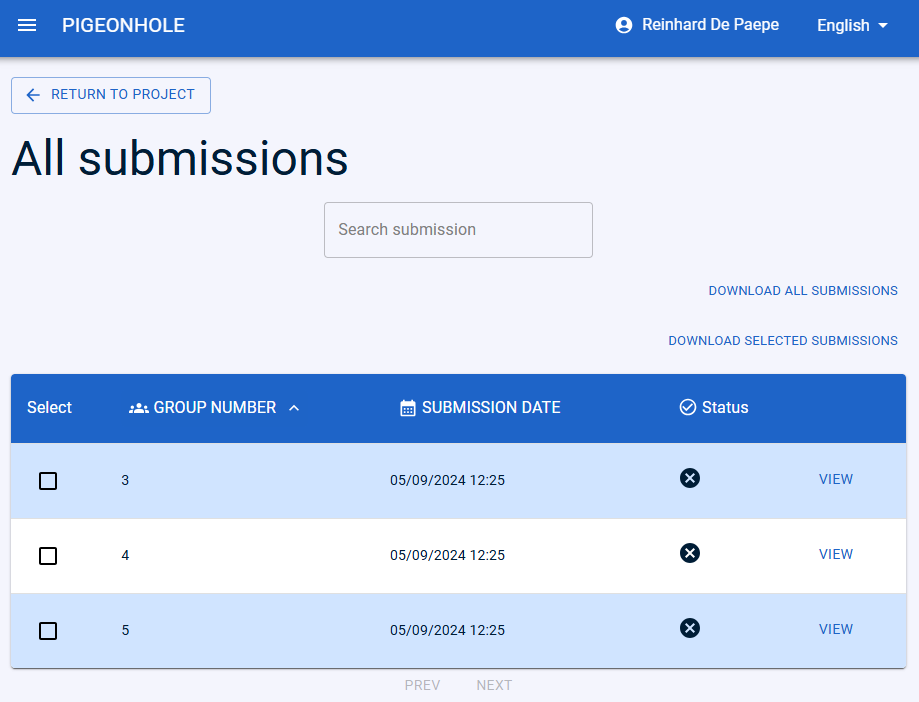 PIGEONHOLE Reinhard De Paepe English
RETURN TO PROJECT
All submissions
Search submission
DOWNLOAD ALL SUBMISSIONS
DOWNLOAD SELECTED SUBMISSIONS
Select GROUP NUMBER SUBMISSION DATE Status
3 05/09/2024 12:25 VIEW
4 05/09/2024 12:25 VIEW
5 05/09/2024 12:25 VIEW
PREV NEXT